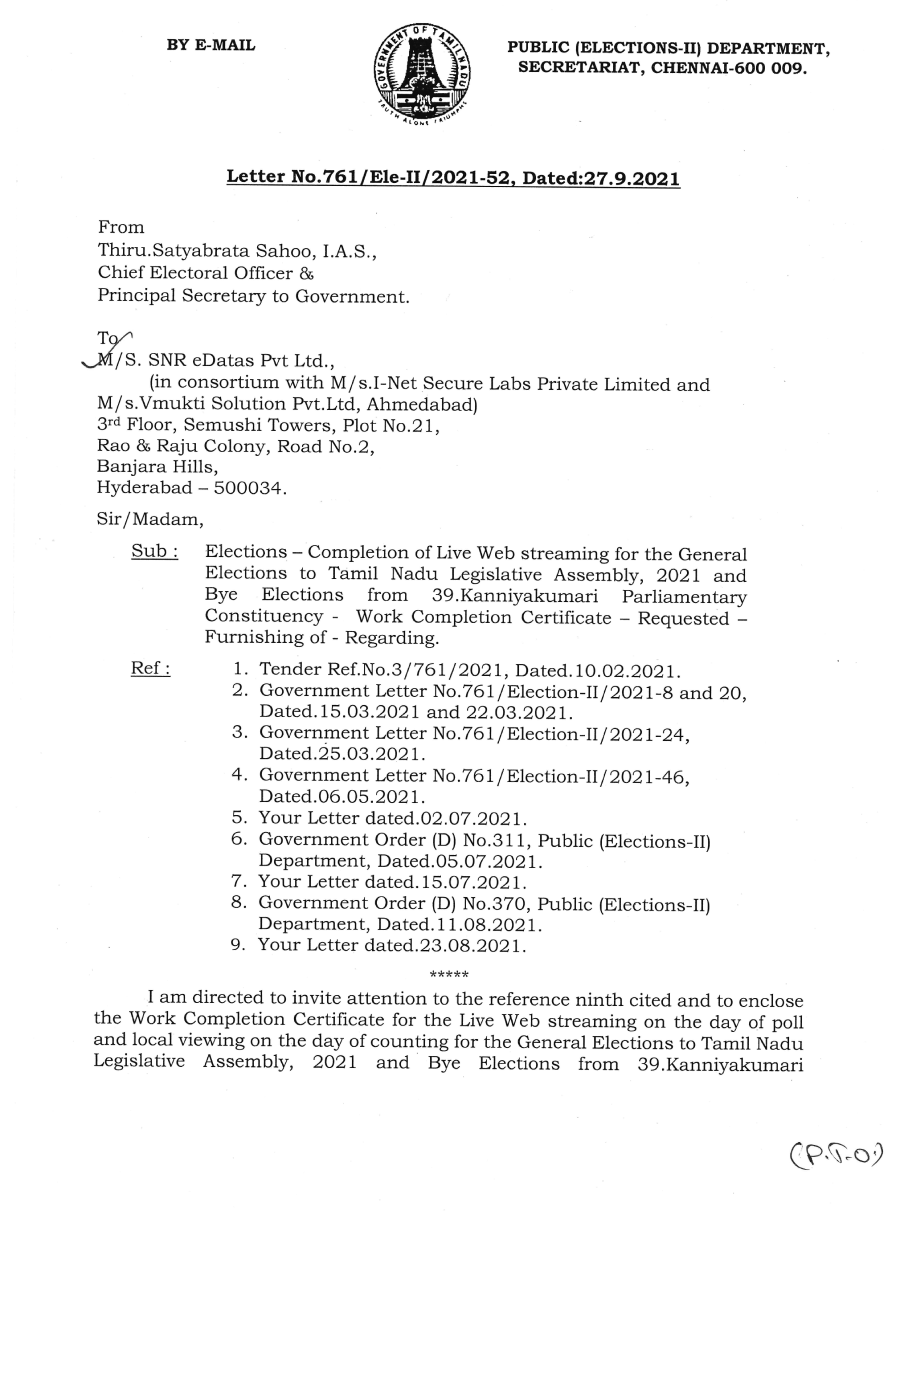 BY E-MAIL
GOVERNMENT OF TAMILNADU
TRUTH ALONE TRIUMPHS
PUBLIC (ELECTIONS-II) DEPARTMENT,
SECRETARIAT, CHENNAI-600 009.
Letter No.761/Ele-II/2021-52, Dated:27.9.2021
From
Thiru.Satyabrata Sahoo, I.A.S.,
Chief Electoral Officer &
Principal Secretary to Government.
To
M/S. SNR eDatas Pvt Ltd.,
(in consortium with M/s.I-Net Secure Labs Private Limited and
M/s.Vmukti Solution Pvt.Ltd, Ahmedabad)
3rd Floor, Semushi Towers, Plot No.21,
Rao & Raju Colony, Road No.2,
Banjara Hills,
Hyderabad – 500034.
Sir/Madam,
Sub : Elections – Completion of Live Web streaming for the General
Elections to Tamil Nadu Legislative Assembly, 2021 and
Bye Elections from 39.Kanniyakumari Parliamentary
Constituency - Work Completion Certificate – Requested –
Furnishing of - Regarding.
Ref : 1. Tender Ref.No.3/761/2021, Dated.10.02.2021.
2. Government Letter No.761/Election-II/2021-8 and 20,
Dated.15.03.2021 and 22.03.2021.
3. Government Letter No.761/Election-II/2021-24,
Dated.25.03.2021.
4. Government Letter No.761/Election-II/2021-46,
Dated.06.05.2021.
5. Your Letter dated.02.07.2021.
6. Government Order (D) No.311, Public (Elections-II)
Department, Dated.05.07.2021.
7. Your Letter dated.15.07.2021.
8. Government Order (D) No.370, Public (Elections-II)
Department, Dated.11.08.2021.
9. Your Letter dated.23.08.2021.
*****
I am directed to invite attention to the reference ninth cited and to enclose
the Work Completion Certificate for the Live Web streaming on the day of poll
and local viewing on the day of counting for the General Elections to Tamil Nadu
Legislative Assembly, 2021 and Bye Elections from 39.Kanniyakumari
(P.T.O.)